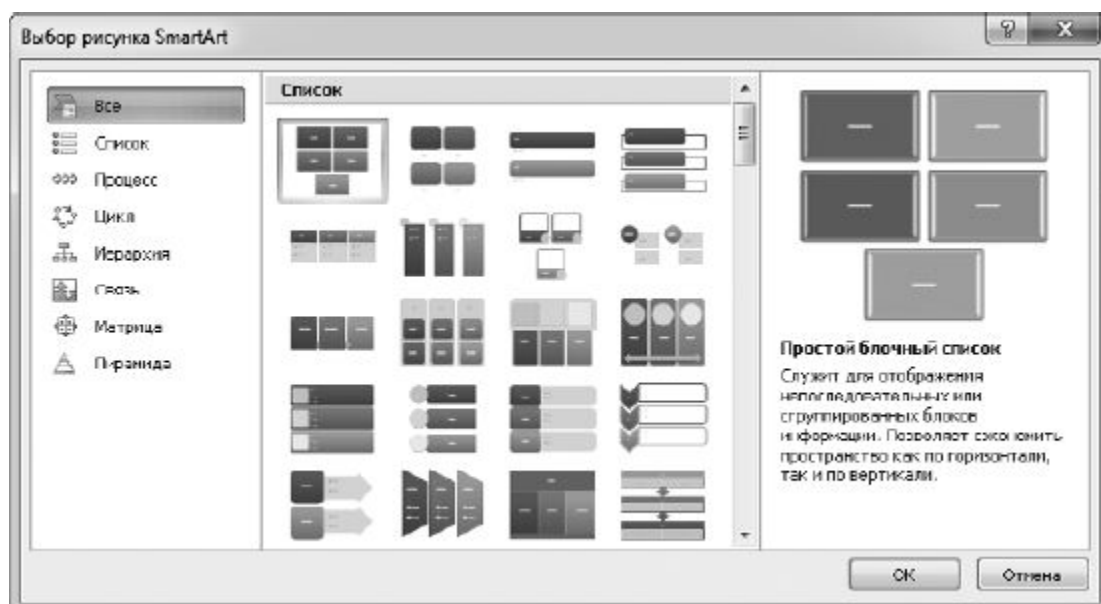 Выбор рисунка SmartArt
Все
Список
Процесс
Цикл
Иерархия
Связь
Матрица
Пирамида
Список
Простой блочный список
Служит для отображения
непоследовательных или
сгруппированных блоков
информации. Позволяет сэкономить
пространство как по горизонтали,
так и по вертикали.
ОК
Отмена